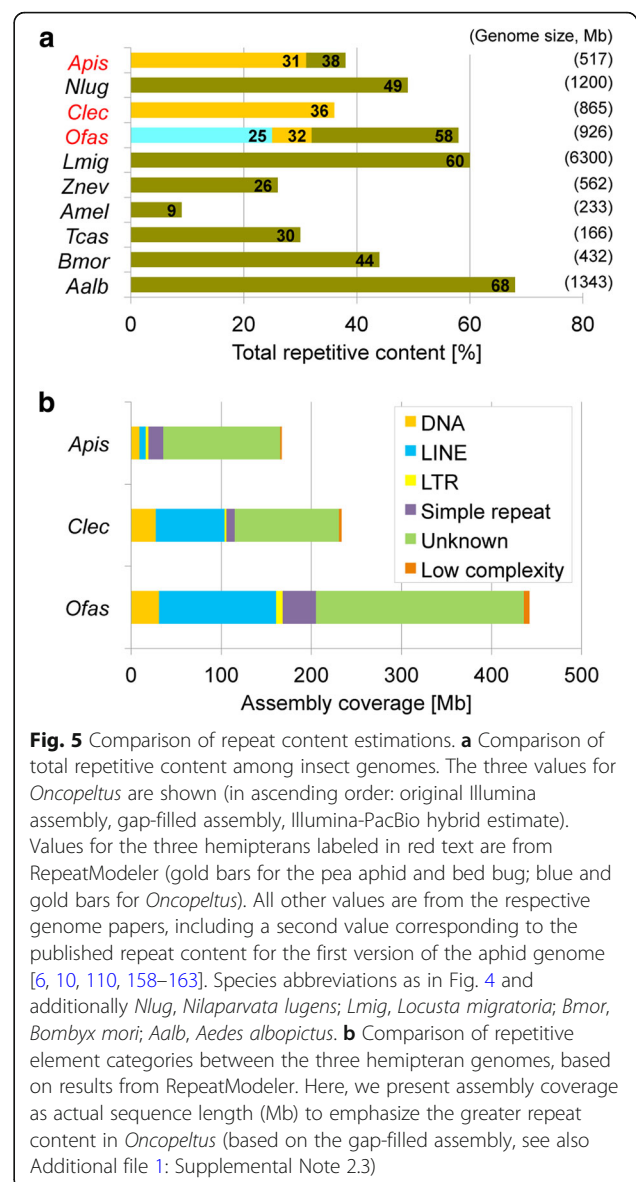 a
(Genome size, Mb)
Apis 31 38 (517)
Nlug 49 (1200)
Clec 36 (865)
Ofas 25 32 58 (926)
Lmig 60 (6300)
Znev 26 (562)
Amel 9 (233)
Tcas 30 (166)
Bmor 44 (432)
Aalb 68 (1343)
0 20 40 60 80
Total repetitive content [%]
b
Apis
Clec
Ofas
DNA
LINE
LTR
Simple repeat
Unknown
Low complexity
0 100 200 300 400 500
Assembly coverage [Mb]
Fig. 5 Comparison of repeat content estimations. a Comparison of
total repetitive content among insect genomes. The three values for
Oncopeltus are shown (in ascending order: original Illumina
assembly, gap-filled assembly, Illumina-PacBio hybrid estimate).
Values for the three hemipterans labeled in red text are from
RepeatModeler (gold bars for the pea aphid and bed bug; blue and
gold bars for Oncopeltus). All other values are from the respective
genome papers, including a second value corresponding to the
published repeat content for the first version of the aphid genome
[6, 10, 110, 158–163]. Species abbreviations as in Fig. 4 and
additionally Nlug, Nilaparvata lugens; Lmig, Locusta migratoria; Bmor,
Bombyx mori; Aalb, Aedes albopictus. b Comparison of repetitive
element categories between the three hemipteran genomes, based
on results from RepeatModeler. Here, we present assembly coverage
as actual sequence length (Mb) to emphasize the greater repeat
content in Oncopeltus (based on the gap-filled assembly, see also
Additional file 1: Supplemental Note 2.3)